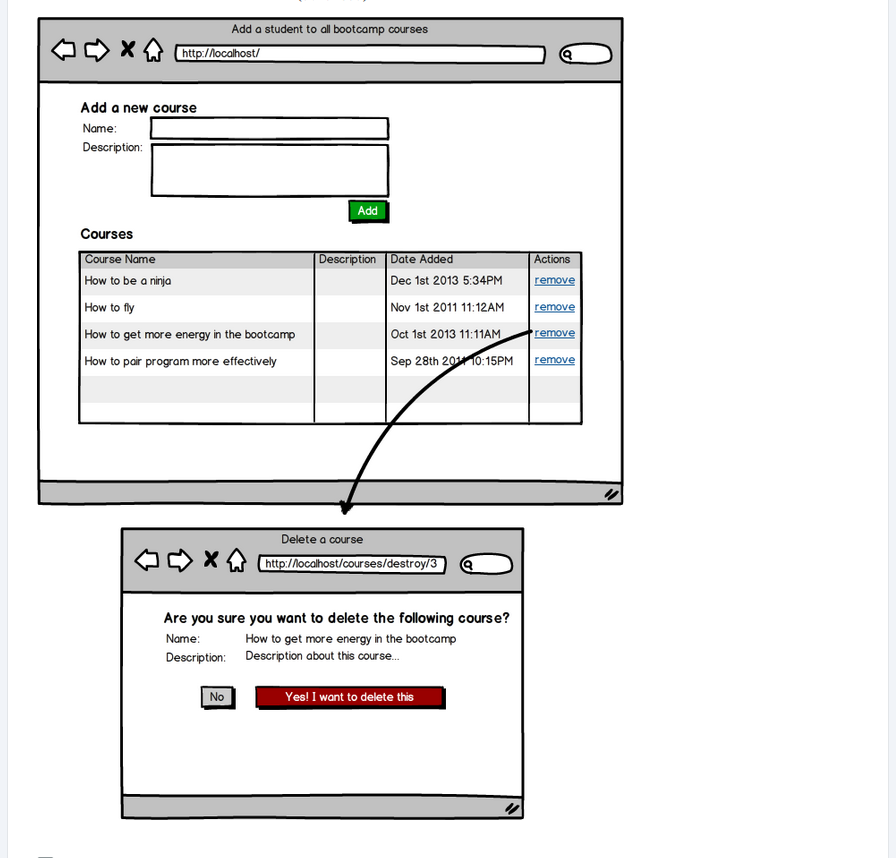 Add a student to all bootcamp courses
http://localhost/
Add a new course
Name:
Description:
Add
Courses
Course Name Description Date Added Actions
How to be a ninja Dec 1st 2013 5:34PM remove
How to fly Nov 1st 2011 11:12AM remove
How to get more energy in the bootcamp Oct 1st 2013 11:11AM remove
How to pair program more effectively Sep 28th 2011 10:15PM remove
Delete a course
http://localhost/courses/destroy/3
Are you sure you want to delete the following course?
Name: How to get more energy in the bootcamp
Description: Description about this course...
No Yes! I want to delete this